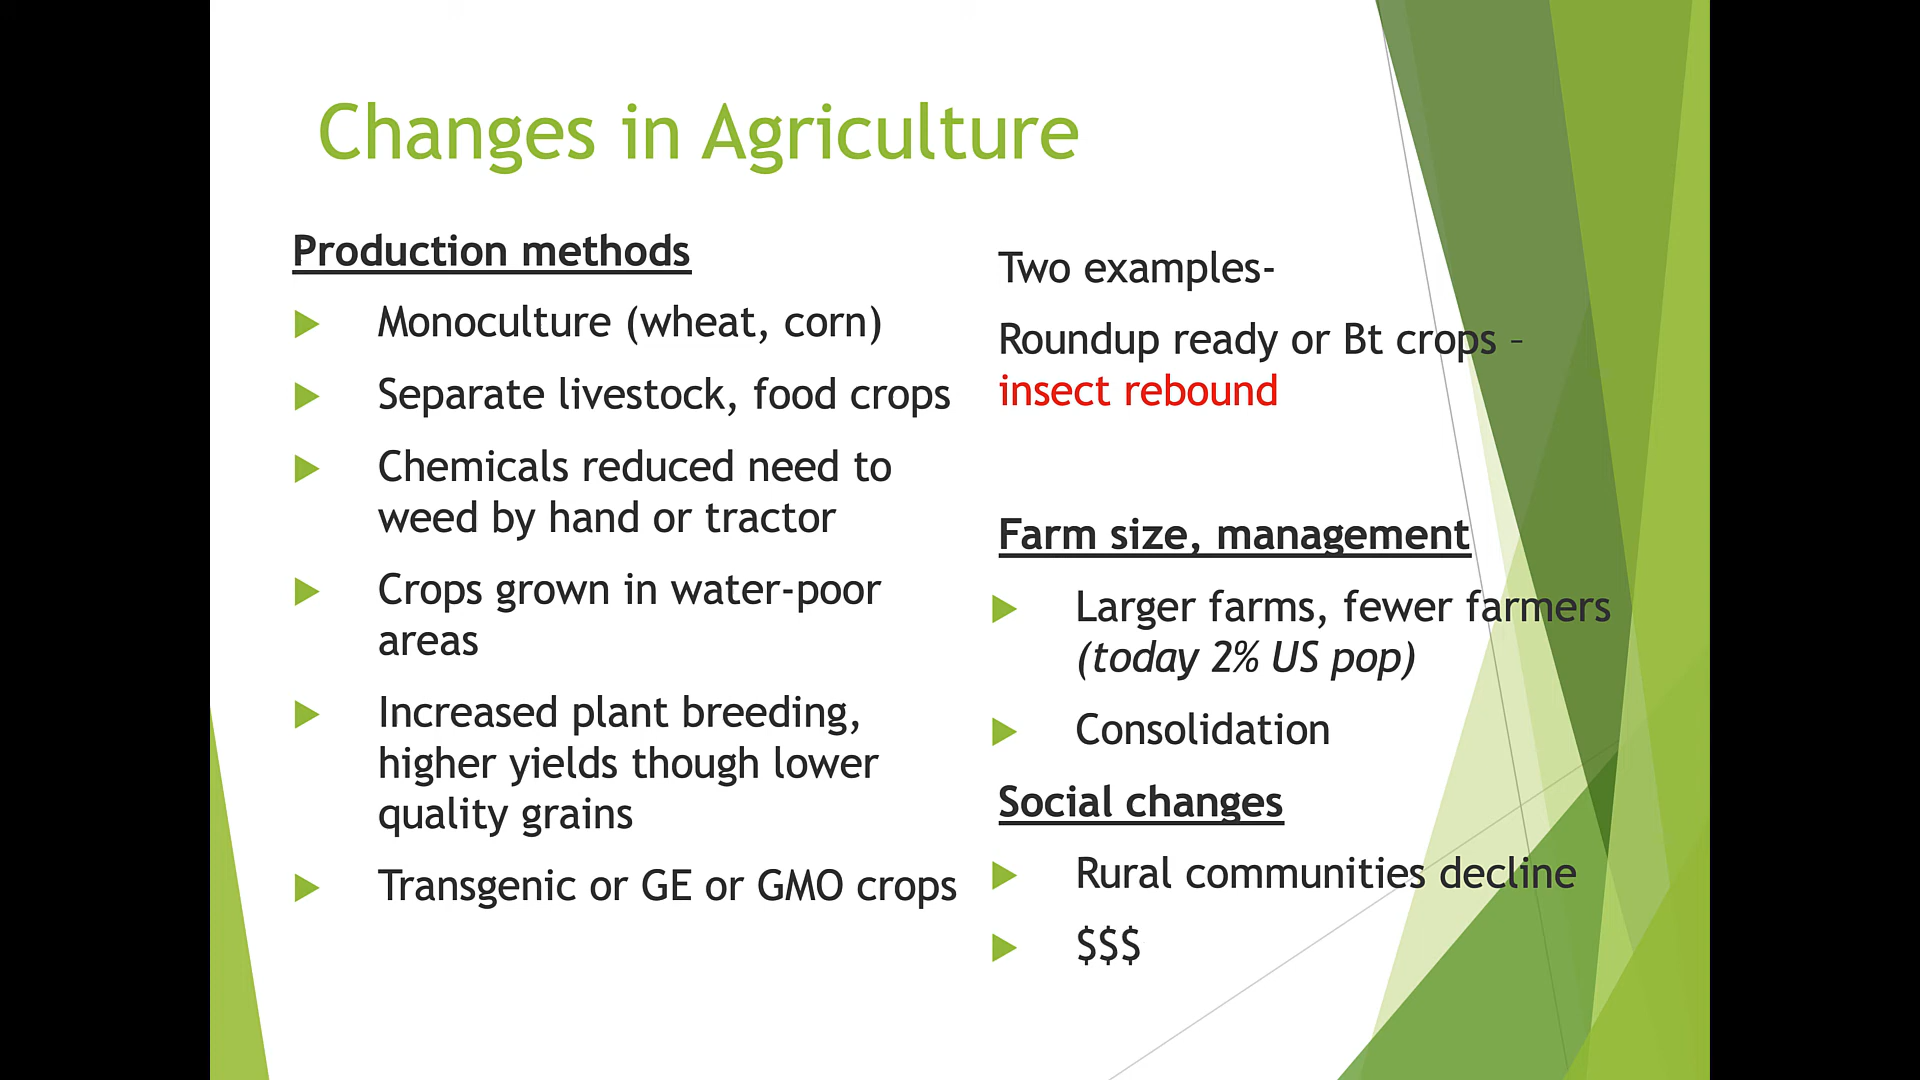 Changes in Agriculture
Production methods
Monoculture (wheat, corn)
Separate livestock, food crops
Chemicals reduced need to
weed by hand or tractor
Crops grown in water-poor
areas
Increased plant breeding,
higher yields though lower
quality grains
Transgenic or GE or GMO crops
Two examples-
Roundup ready or Bt crops –
insect rebound
Farm size, management
Larger farms, fewer farmers
(today 2% US pop)
Consolidation
Social changes
Rural communities decline
$$$